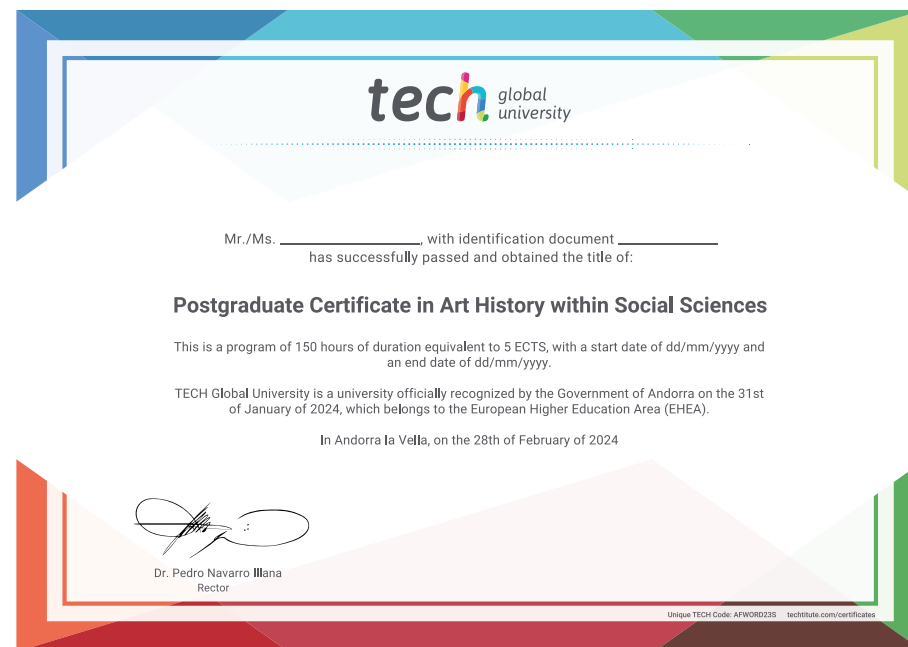 tech global
university
Mr./Ms. ____________________, with identification document ______________
has successfully passed and obtained the title of:
Postgraduate Certificate in Art History within Social Sciences
This is a program of 150 hours of duration equivalent to 5 ECTS, with a start date of dd/mm/yyyy and
an end date of dd/mm/yyyy.
TECH Global University is a university officially recognized by the Government of Andorra on the 31st
of January of 2024, which belongs to the European Higher Education Area (EHEA).
In Andorra la Vella, on the 28th of February of 2024
Dr. Pedro Navarro Illana
Rector
Unique TECH Code: AFWORD23S techtitute.com/certificates